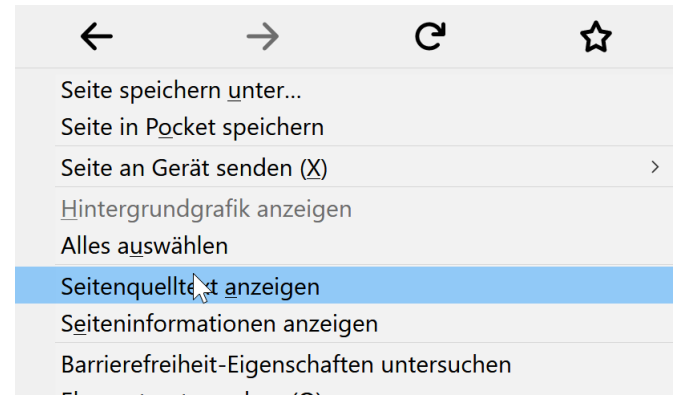 Seite speichern unter...
Seite in Pocket speichern
Seite an Gerät senden (X)
Hintergrundgrafik anzeigen
Alles auswählen
Seitenquelltext anzeigen
Seiteninformationen anzeigen
Barrierefreiheit-Eigenschaften untersuchen